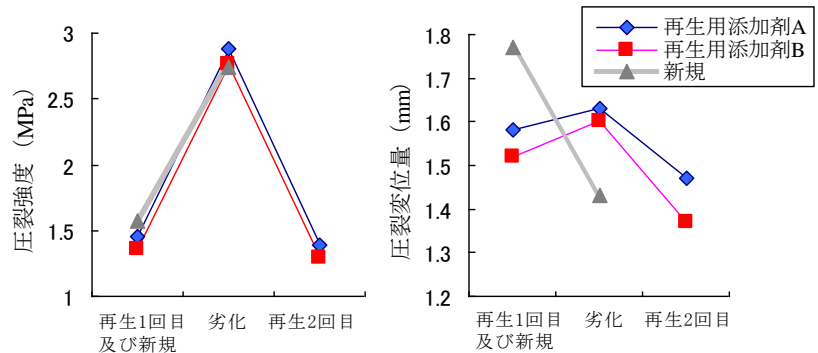 3
2.5
2
1.5
1
圧裂強度（MPa）
再生1回目
及び新規
劣化
再生2回目
1.8
1.7
1.6
1.5
1.4
1.3
1.2
圧裂変位量（mm）
再生1回目
及び新規
劣化
再生2回目
再生用添加剤A
再生用添加剤B
新規